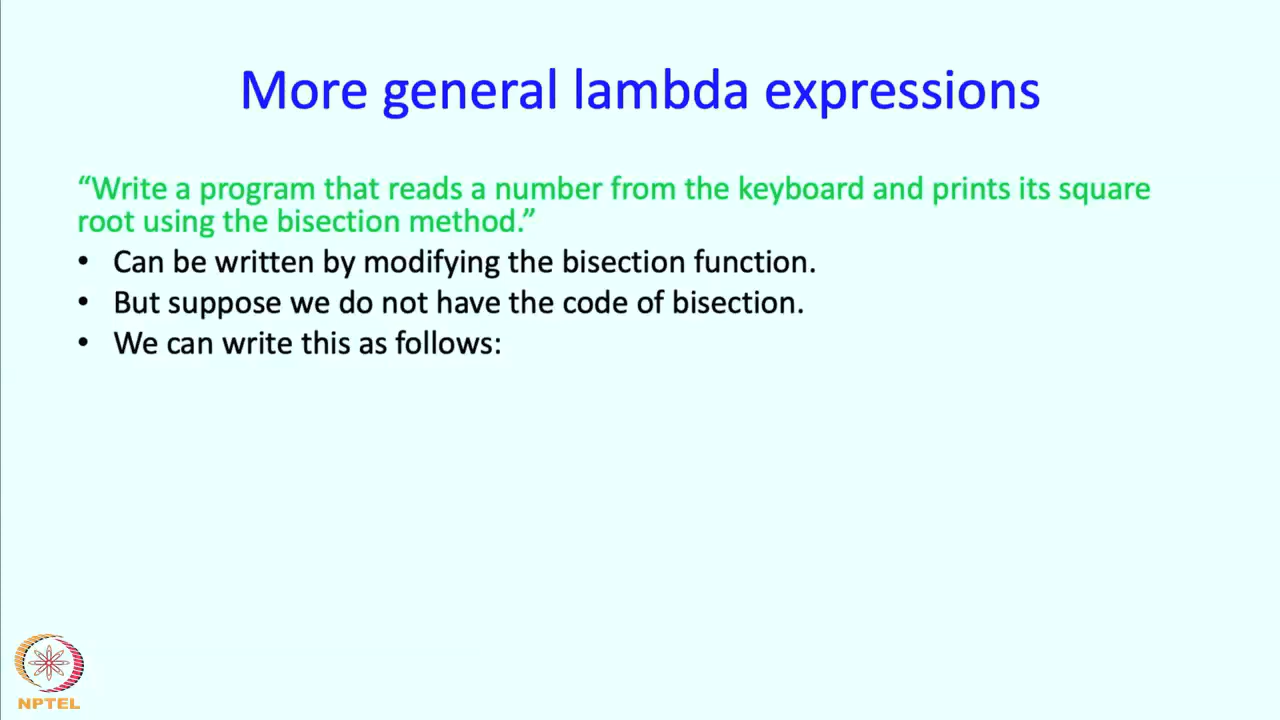 More general lambda expressions
“Write a program that reads a number from the keyboard and prints its square
root using the bisection method.”
• Can be written by modifying the bisection function.
• But suppose we do not have the code of bisection.
• We can write this as follows:
NPTEL